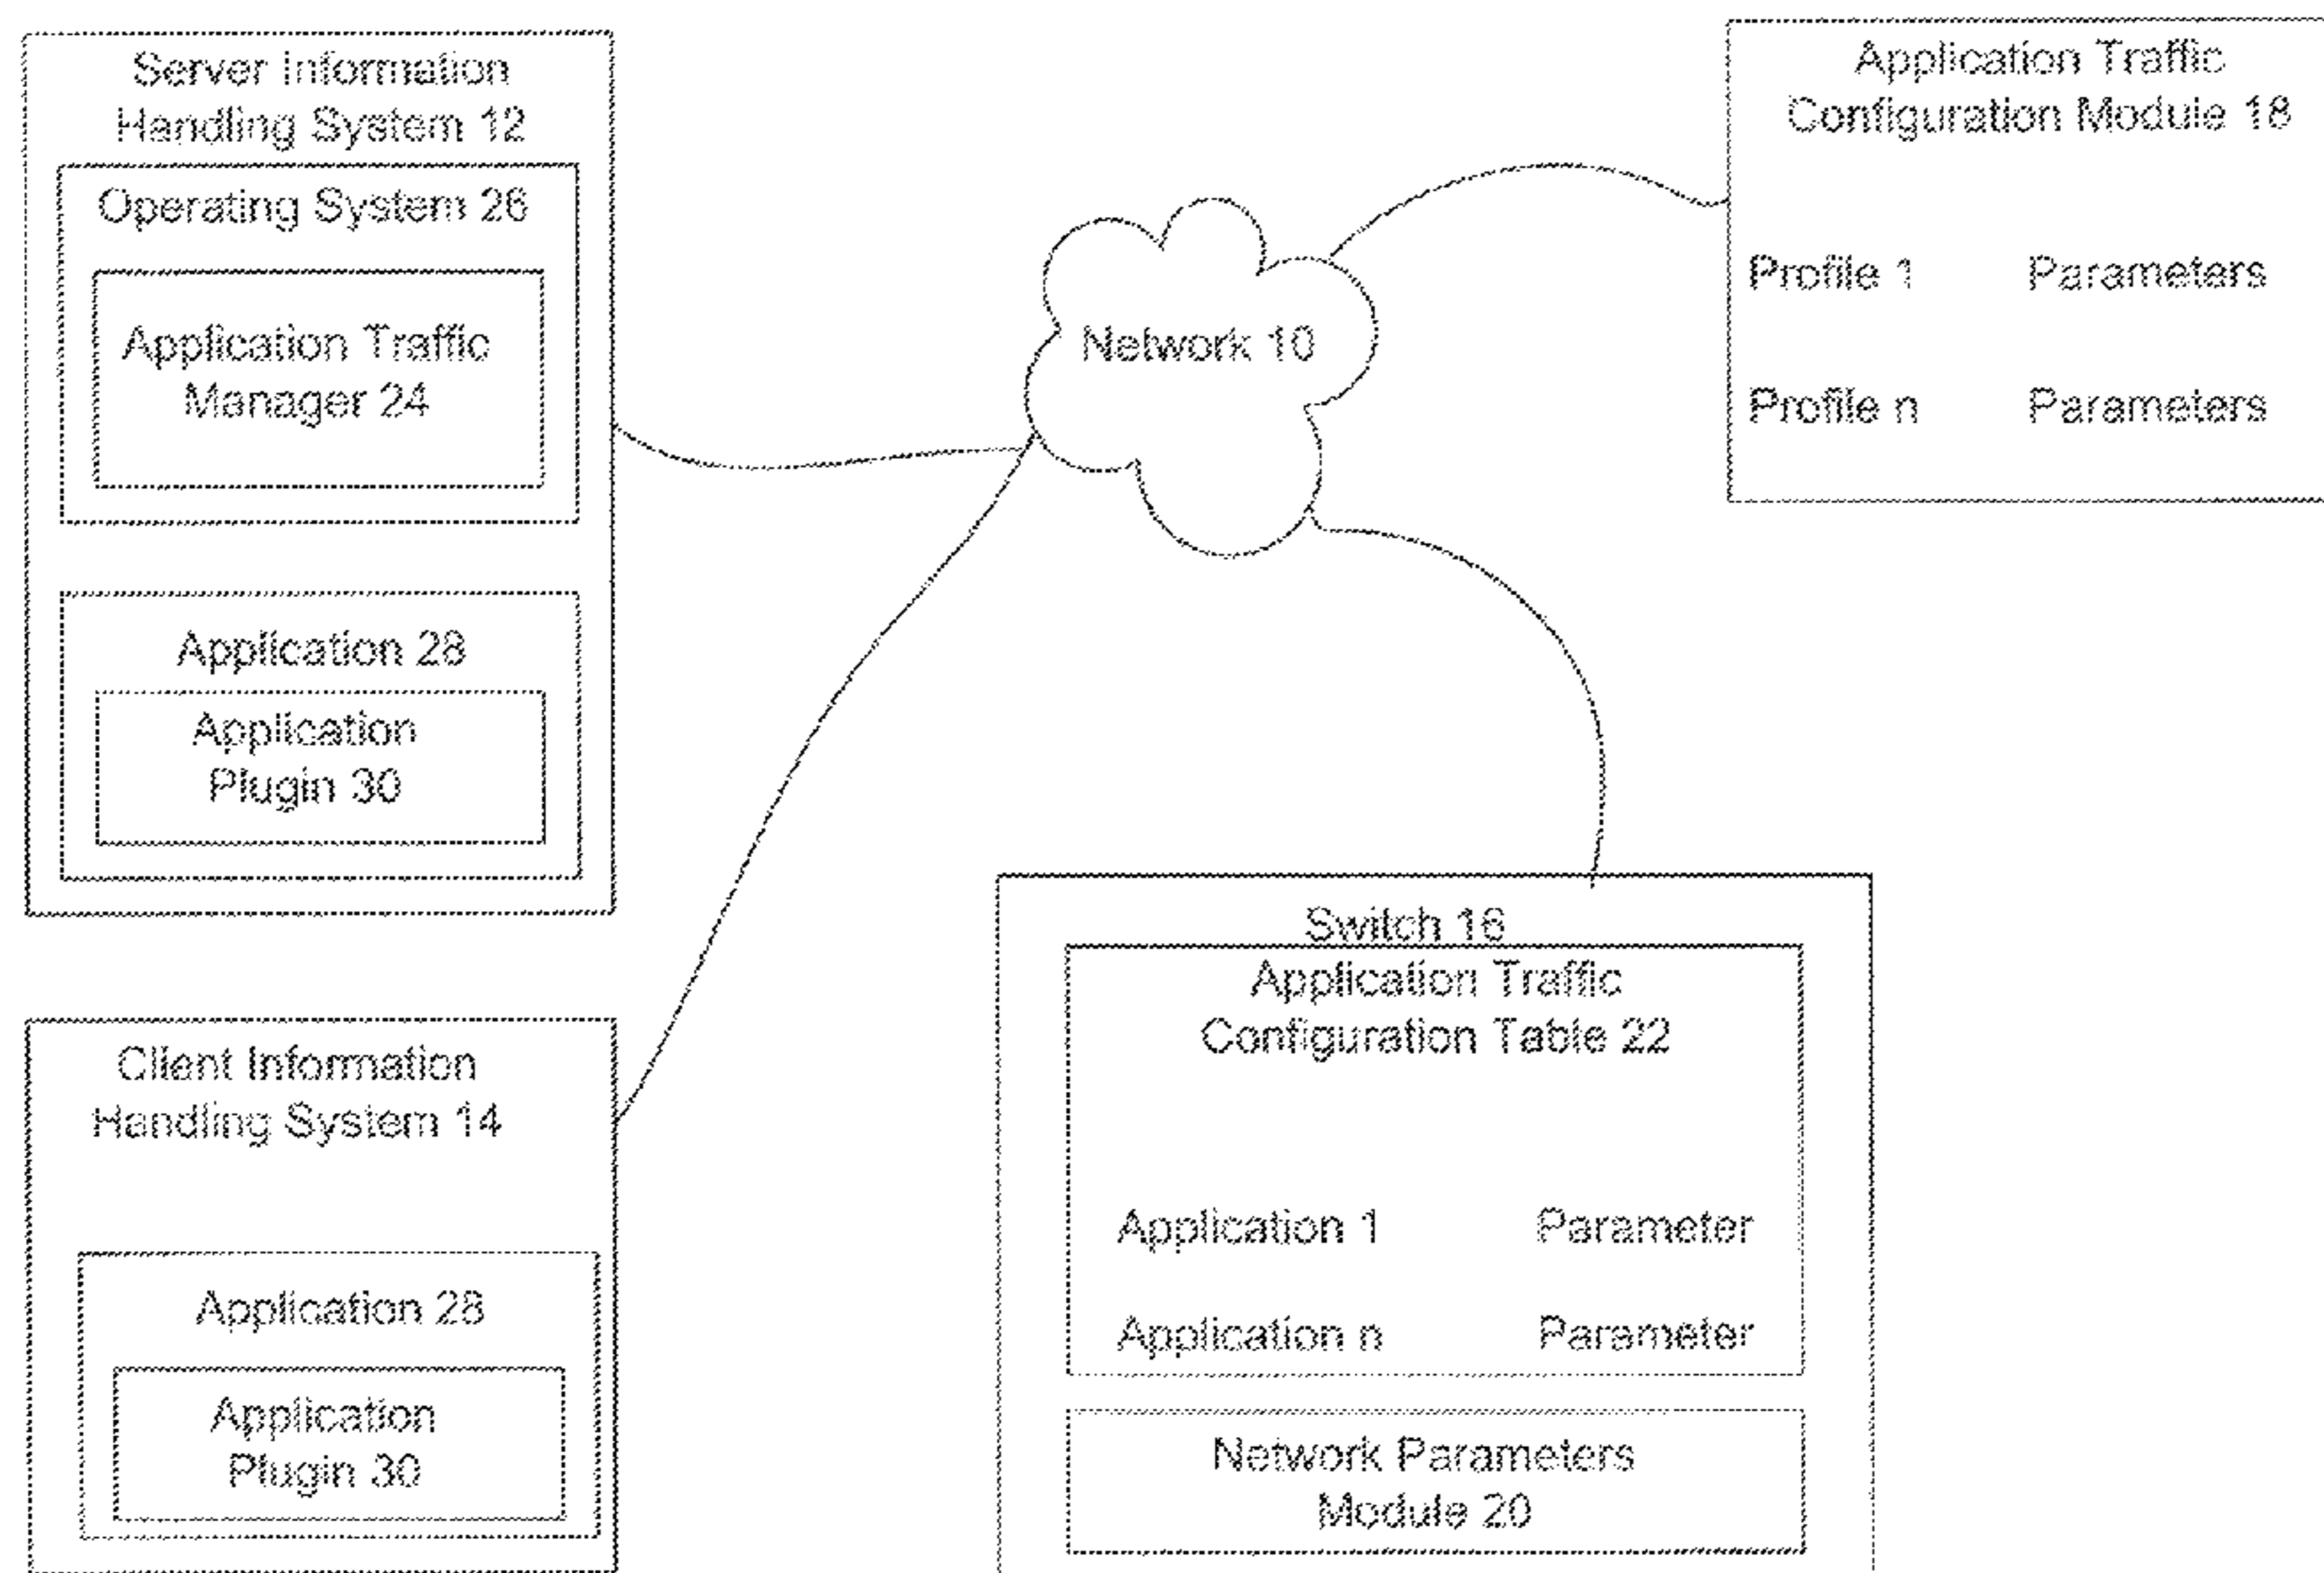 Server Information
Handling System 12
Operating System 26
Application Traffic
Manager 24
Application 28
Application
Plugin 30
Client Information
Handling System 14
Application 28
Application
Plugin 30
Network 10
Application Traffic
Configuration Module 18
Profile 1 Parameters
Profile n Parameters
Switch 16
Application Traffic
Configuration Table 22
Application 1 Parameter
Application n Parameter
Network Parameters
Module 20